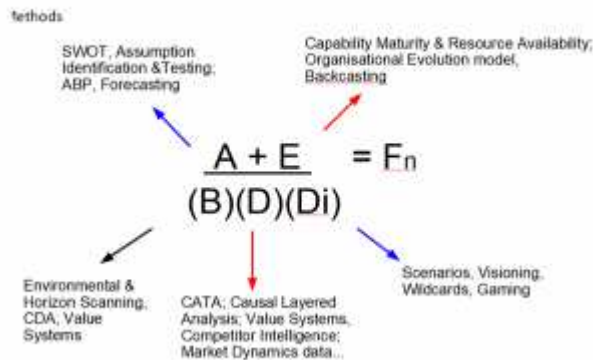 Methods
SWOT, Assumption
Identification &Testing;
ABP, Forecasting
Capability Maturity & Resource Availability;
Organisational Evolution model,
Backcasting
A + E = Fn
(B)(D)(Di)
Environmental &
Horizon Scanning,
CDA, Value
Systems
CATA; Causal Layered
Analysis; Value Systems,
Competitor Intelligence;
Market Dynamics data...
Scenarios, Visioning,
Wildcards, Gaming